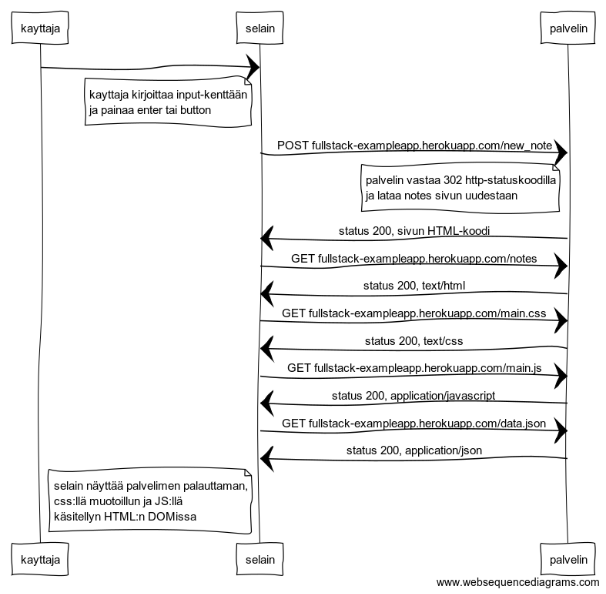 kayttaja
selain
palvelin
kayttaja kirjoittaa input-kenttään
ja painaa enter tai button
POST fullstack-exampleapp.herokuapp.com/new_note
palvelin vastaa 302 http-statuskoodilla
ja lataa notes sivun uudestaan
status 200, sivun HTML-koodi
GET fullstack-exampleapp.herokuapp.com/notes
status 200, text/html
GET fullstack-exampleapp.herokuapp.com/main.css
status 200, text/css
GET fullstack-exampleapp.herokuapp.com/main.js
status 200, application/javascript
GET fullstack-exampleapp.herokuapp.com/data.json
status 200, application/json
selain näyttää palvelimen palauttaman,
css:llä muotoillun ja JS:llä
käsitellyn HTML:n DOMissa
kayttaja
selain
palvelin
www.websequencediagrams.com